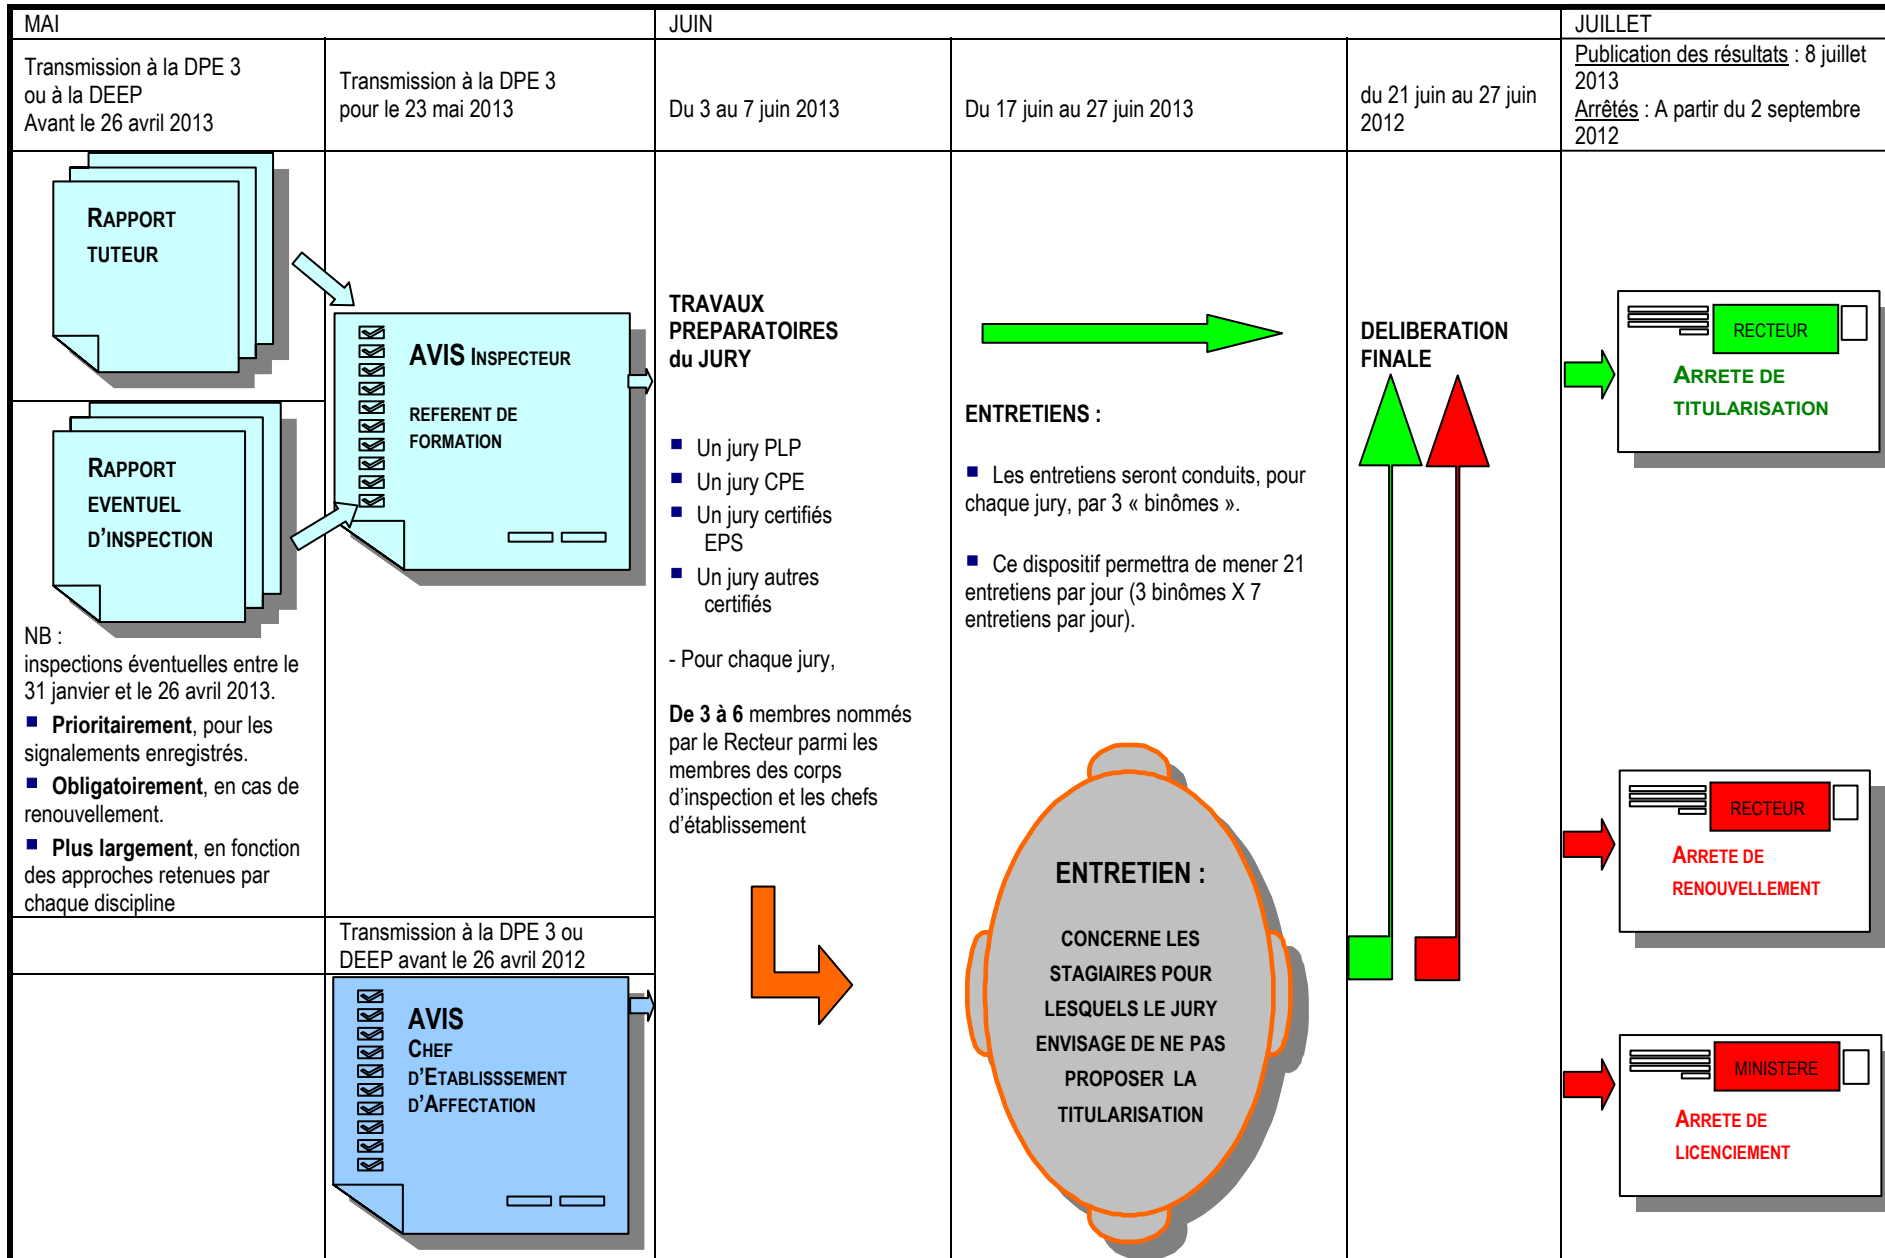 MAI
JUIN
JUILLET
Transmission à la DPE 3
ou à la DEEP
Avant le 26 avril 2013
Transmission à la DPE 3
pour le 23 mai 2013
Du 3 au 7 juin 2013
Du 17 juin au 27 juin 2013
du 21 juin au 27 juin
2012
Publication des résultats : 8 juillet
2013
Arrêtés : A partir du 2 septembre
2012
RAPPORT
TUTEUR
RAPPORT
EVENTUEL
D'INSPECTION
NB :
inspections éventuelles entre le
31 janvier et le 26 avril 2013.
Prioritairement, pour les
signalements enregistrés.
Obligatoirement, en cas de
renouvellement.
Plus largement, en fonction
des approches retenues par
chaque discipline
AVIS INSPECTEUR
REFERENT DE
FORMATION
Transmission à la DPE 3 ou
DEEP avant le 26 avril 2012
AVIS
CHEF
D'ETABLISSSEMENT
D'AFFECTATION
TRAVAUX
PREPARATOIRES
du JURY
Un jury PLP
Un jury CPE
Un jury certifiés
EPS
Un jury autres
certifiés
- Pour chaque jury,
De 3 à 6 membres nommés
par le Recteur parmi les
membres des corps
d'inspection et les chefs
d'établissement
ENTRETIENS :
Les entretiens seront conduits, pour
chaque jury, par 3 « binômes ».
Ce dispositif permettra de mener 21
entretiens par jour (3 binômes X 7
entretiens par jour).
ENTRETIEN :
CONCERNE LES
STAGIAIRES POUR
LESQUELS LE JURY
ENVISAGE DE NE PAS
PROPOSER LA
TITULARISATION
DELIBERATION
FINALE
RECTEUR
ARRETE DE
TITULARISATION
RECTEUR
ARRETE DE
RENOUVELLEMENT
MINISTERE
ARRETE DE
LICENCIEMENT